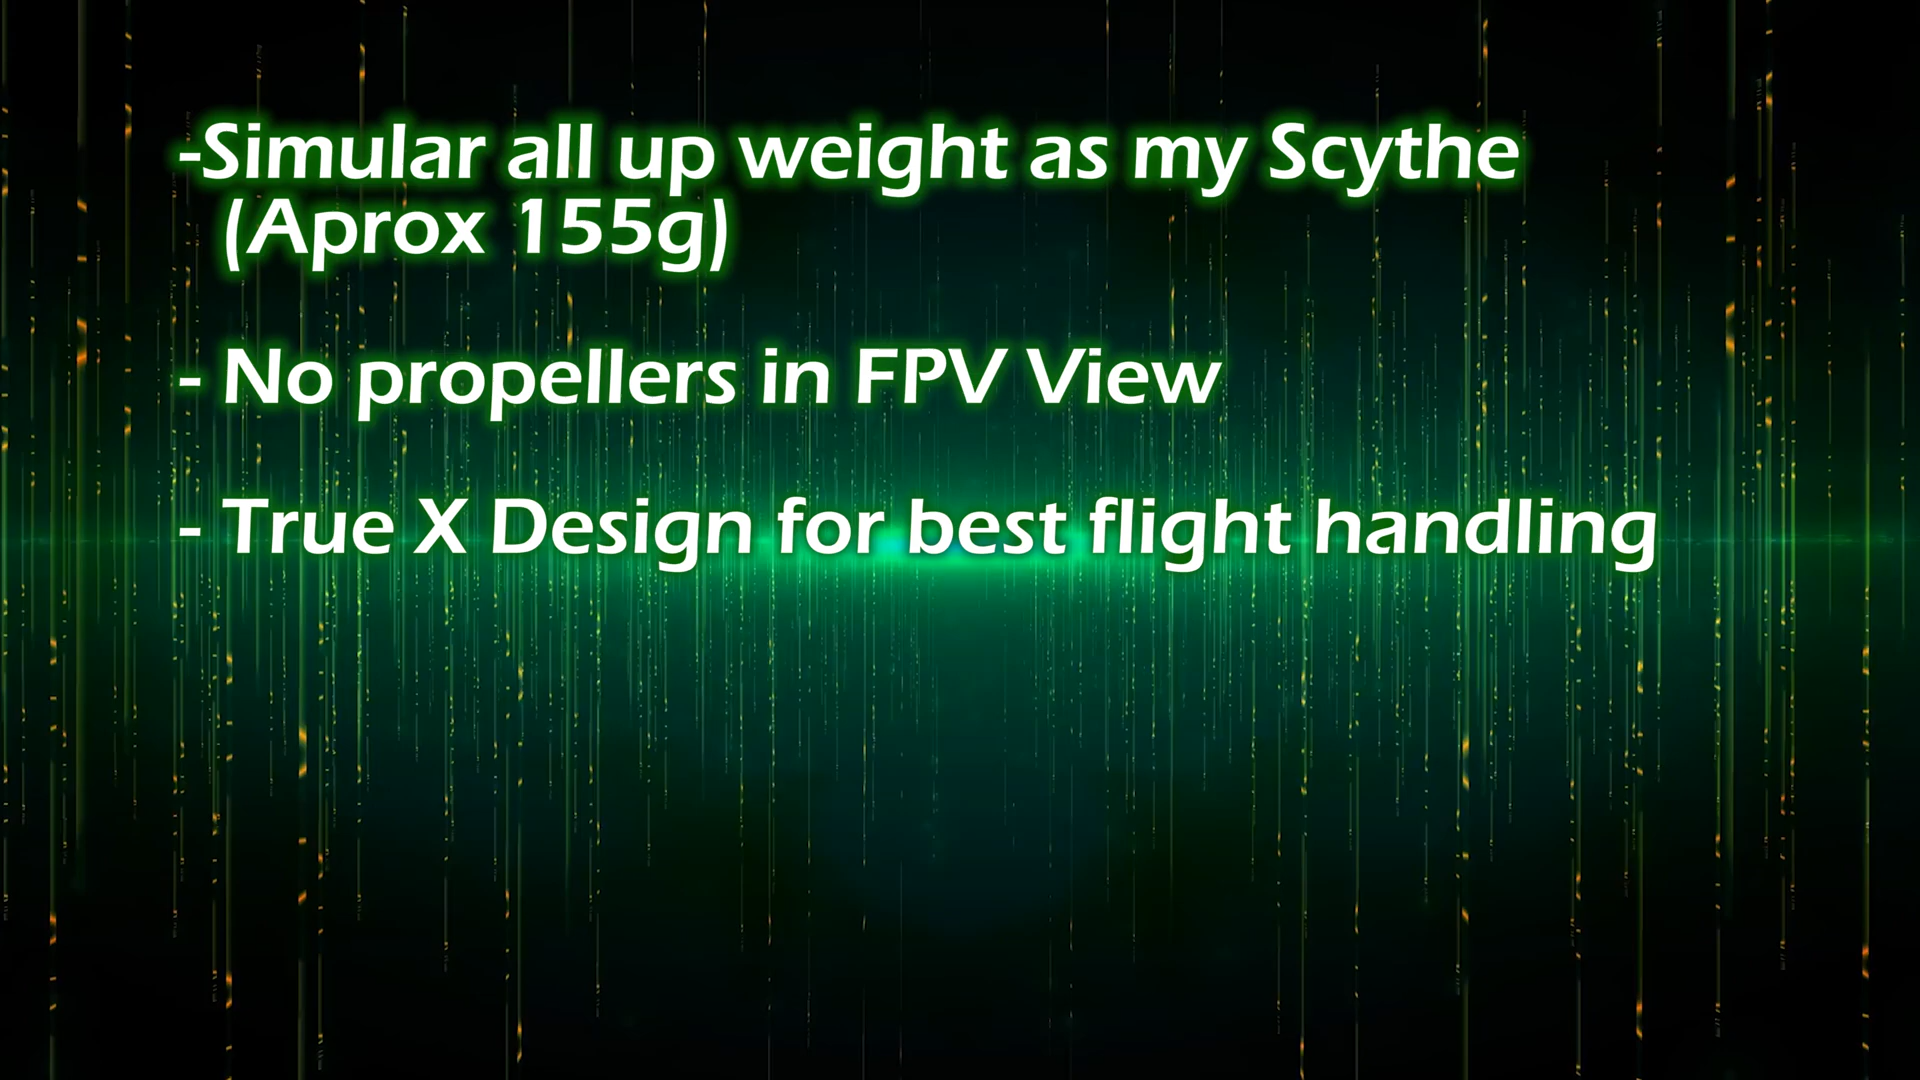 -Simular all up weight as my Scythe
(Aprox 155g)
- No propellers in FPV View
- True X Design for best flight handling